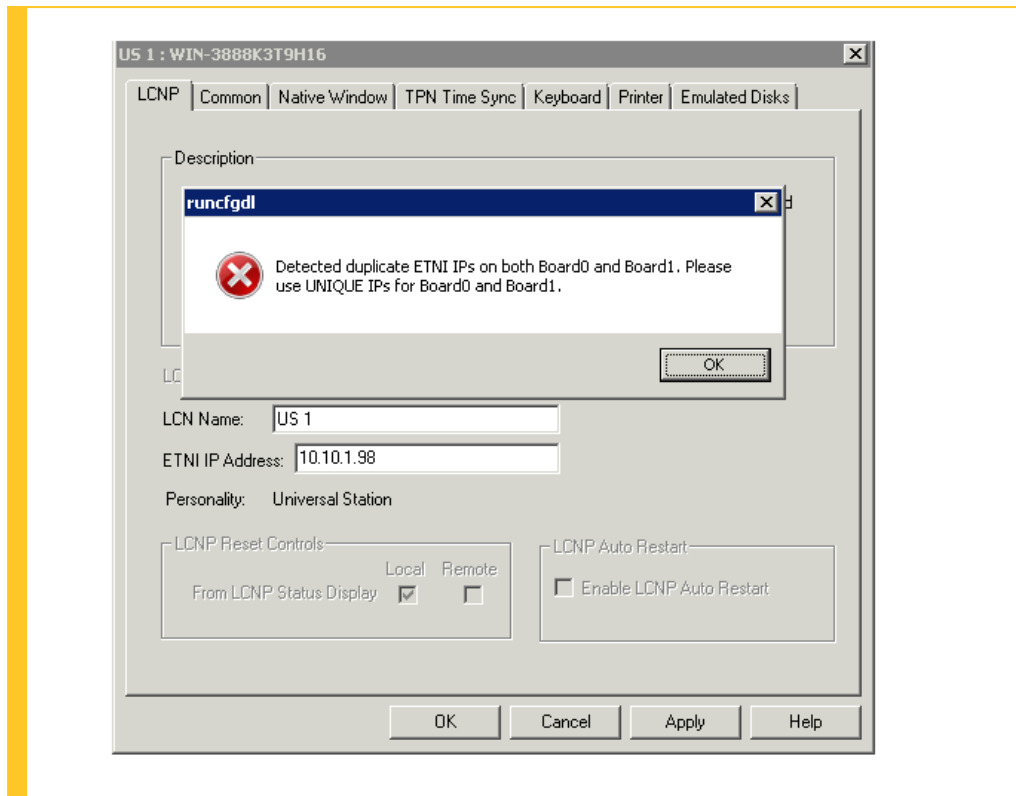 US 1 : WIN-3888K3T9H16
LCNP Common Native Window TPN Time Sync Keyboard Printer Emulated Disks
Description
runcfgdl
Detected duplicate ETNI IPs on both Board0 and Board1. Please
use UNIQUE IPs for Board0 and Board1.
OK
LCN Name: US 1
ETNI IP Address: 10.10.1.98
Personality: Universal Station
LCNP Reset Controls
Local Remote
From LCNP Status Display
LCNP Auto Restart
Enable LCNP Auto Restart
OK Cancel Apply Help